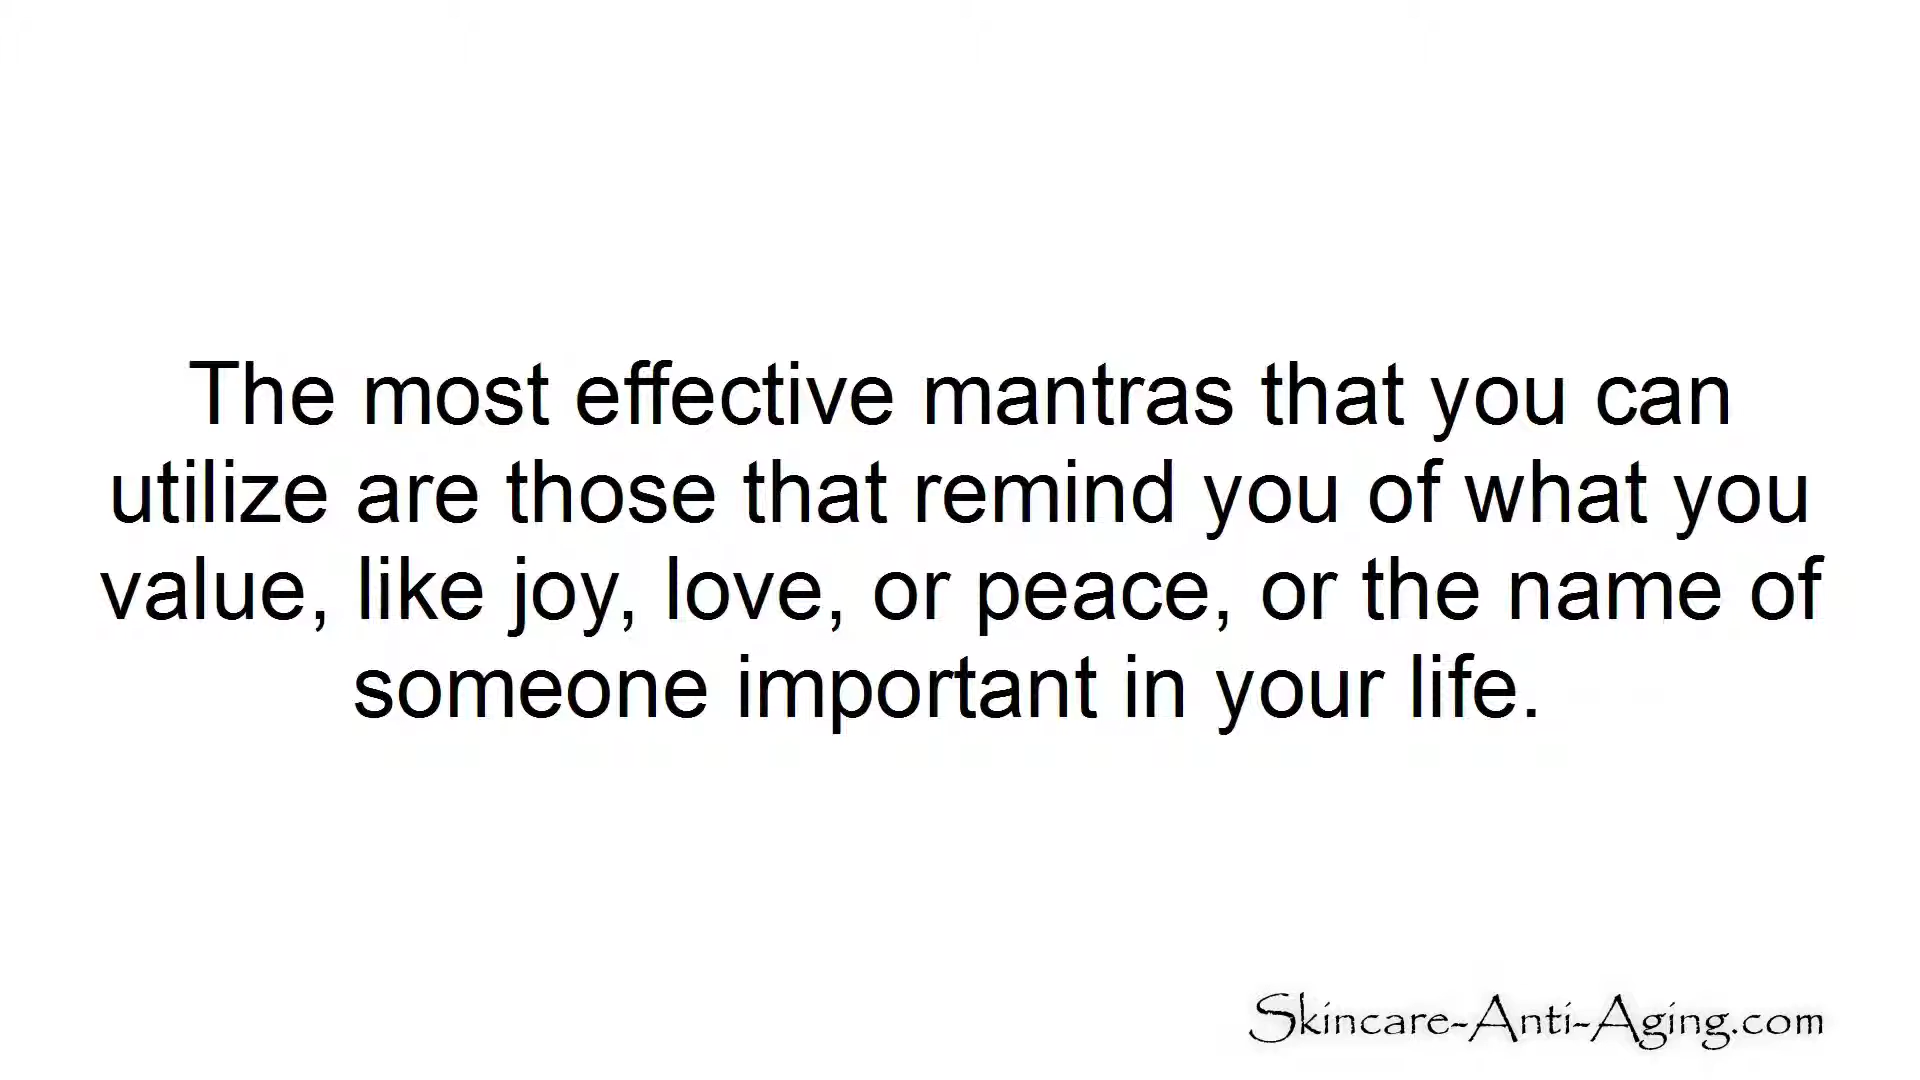 The most effective mantras that you can
utilize are those that remind you of what you
value, like joy, love, or peace, or the name of
someone important in your life.
Skincare-Anti-Aging.com